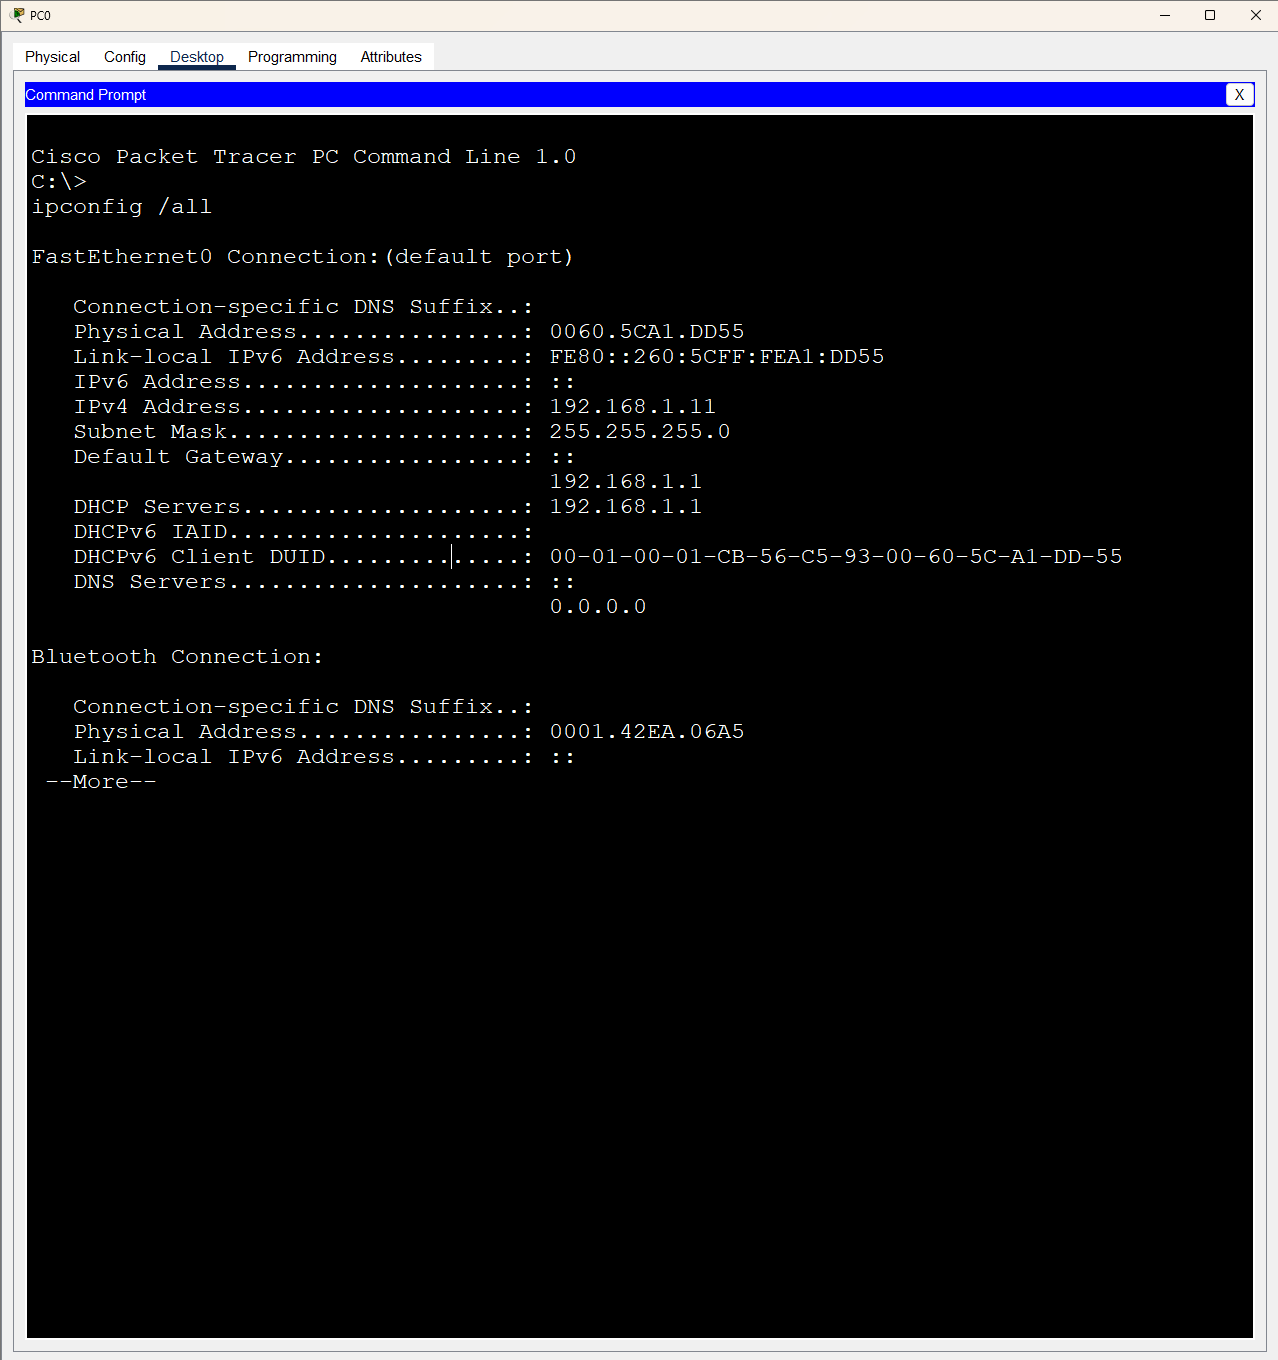 PC0
Physical Config Desktop Programming Attributes
Command Prompt X
Cisco Packet Tracer PC Command Line 1.0
C:\>
ipconfig /all
FastEthernet0 Connection:(default port)
Connection-specific DNS Suffix..:
Physical Address................: 0060.5CA1.DD55
Link-local IPv6 Address.........: FE80::260:5CFF:FEA1:DD55
IPv6 Address....................: ::
IPv4 Address....................: 192.168.1.11
Subnet Mask.....................: 255.255.255.0
Default Gateway.................: ::
192.168.1.1
DHCP Servers....................: 192.168.1.1
DHCPv6 IAID.....................:
DHCPv6 Client DUID..............: 00-01-00-01-CB-56-C5-93-00-60-5C-A1-DD-55
DNS Servers.....................: ::
0.0.0.0
Bluetooth Connection:
Connection-specific DNS Suffix..:
Physical Address................: 0001.42EA.06A5
Link-local IPv6 Address.........: ::
--More--